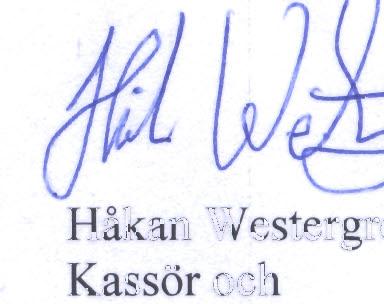 Håkan Westergr
Kassör och